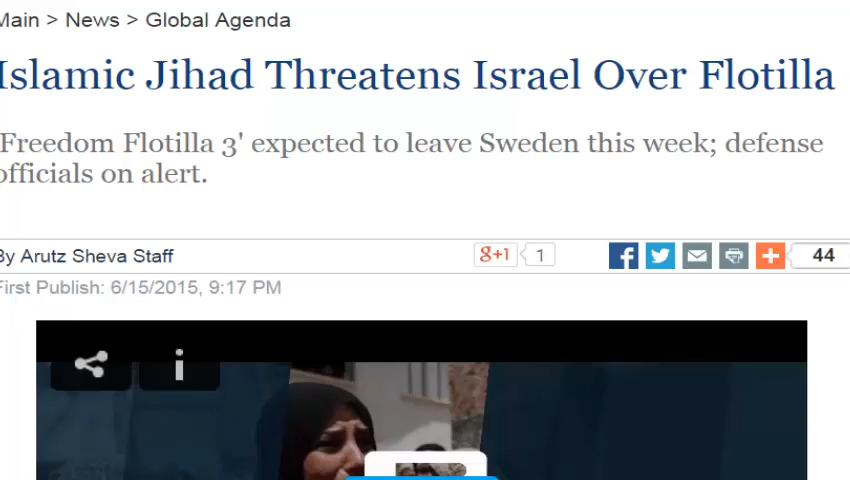 Main > News > Global Agenda
Islamic Jihad Threatens Israel Over Flotilla
'Freedom Flotilla 3' expected to leave Sweden this week; defense
officials on alert.
By Arutz Sheva Staff
g+1 1
44
First Publish: 6/15/2015, 9:17 PM